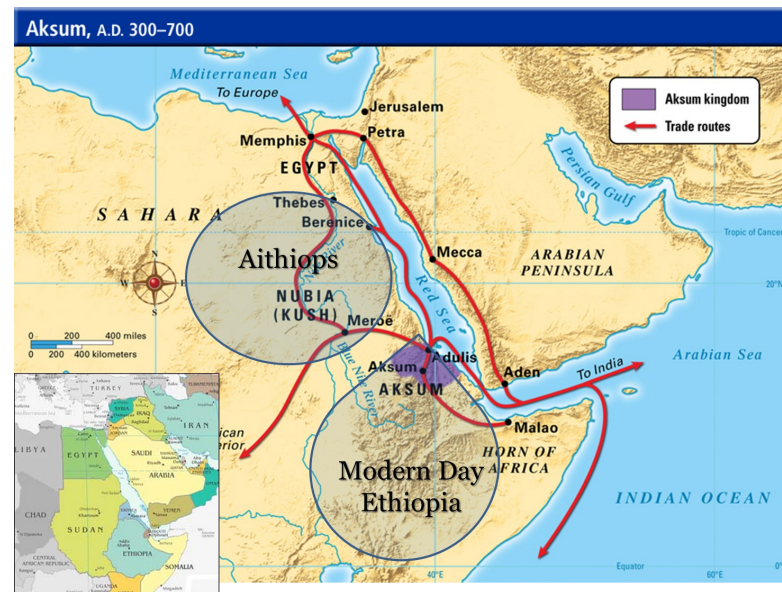 Aksum, A.D. 300–700
Mediterranean Sea
To Europe
Jerusalem
Memphis
Petra
EGYPT
Aksum kingdom
Trade routes
Persian Gulf
SAHARA
Thebes
Berenice
Tropic of Cancer
Mecca
ARABIAN
PENINSULA
Red Sea
Aithiops
River
NUBIA
(KUSH)
N
W
E
S
20°N
Meroë
0 200 400 miles
0 200 400 kilometers
Blue Nile River
Adulis
Aksum
AKSUM
Aden
To India
Arabian Sea
Malao
HORN OF
AFRICA
Modern Day
Ethiopia
INDIAN OCEAN
Equator
40°E
60°E
0°
TURKEY
SYRIA
IRAQ
IRAN
JORDAN
LIBYA
EGYPT
SAUDI
ARABIA
CHAD
SUDAN
YEMEN
ETHIOPIA
SOMALIA
CENTRAL
AFRICAN REPUBLIC
UGANDA